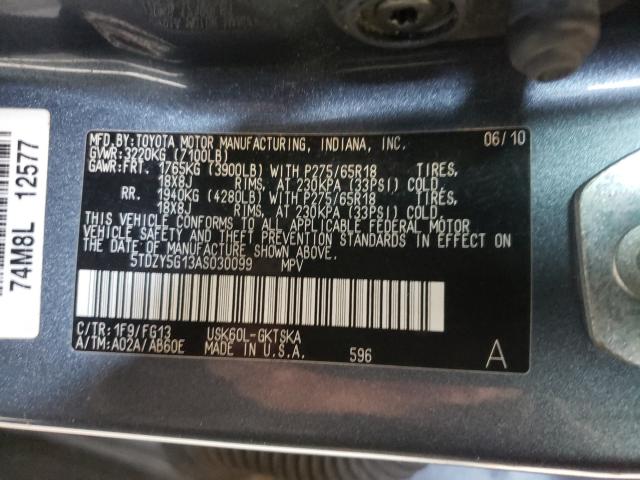 MFD.BY:TOYOTA MOTOR MANUFACTURING, INDIANA, INC. 06/10
GVWR:3220KG (7100LB)
GAWR:FRT. 1765KG (3900LB) WITH P275/65R18 TIRES,
18X8J RIMS, AT 230KPA (33PSI) COLD.
RR. 1940KG (4280LB) WITH P275/65R18 TIRES,
18X8J RIMS, AT 230KPA (33PSI) COLD.
THIS VEHICLE CONFORMS TO ALL APPLICABLE FEDERAL MOTOR
VEHICLE SAFETY AND THEFT PREVENTION STANDARDS IN EFFECT ON
THE DATE OF MANUFACTURE SHOWN ABOVE.
5TDZY5G13AS030099 MPV
C/TR:1F9/FG13 USK60L-GKTSKA
A/TM:A02A/AB60E MADE IN U.S.A. 596 A
74M8L 12577